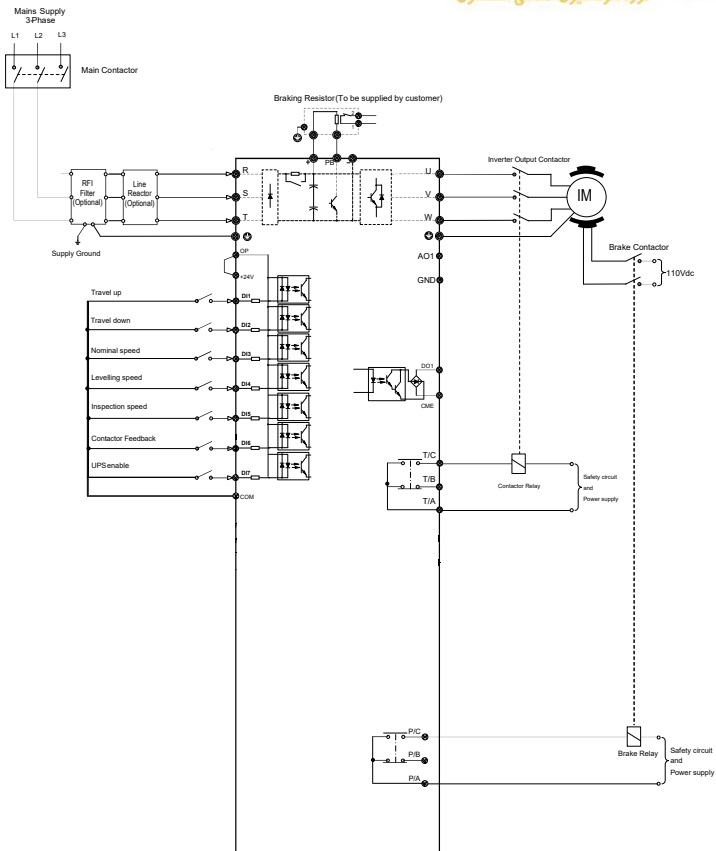 Mains Supply
3-Phase
L1 L2 L3
Main Contactor
Braking Resistor(To be supplied by customer)
+ PB -
Inverter Output Contactor
RFI
Filter
(Optional)
Line
Reactor
(Optional)
R
S
T
U
V
W
IM
Supply Ground
Brake Contactor
110Vdc
OP
+24V
AO1
GND
Travel up
DI1
Travel down
DI2
Nominal speed
DI3
Levelling speed
DI4
Inspection speed
DI5
Contactor Feedback
DI6
UPSenable
DI7
COM
DO1
CME
T/C
T/B
T/A
Contactor Relay
Safety circuit
and
Power supply
P/C
P/B
P/A
Brake Relay
Safety circuit
and
Power supply